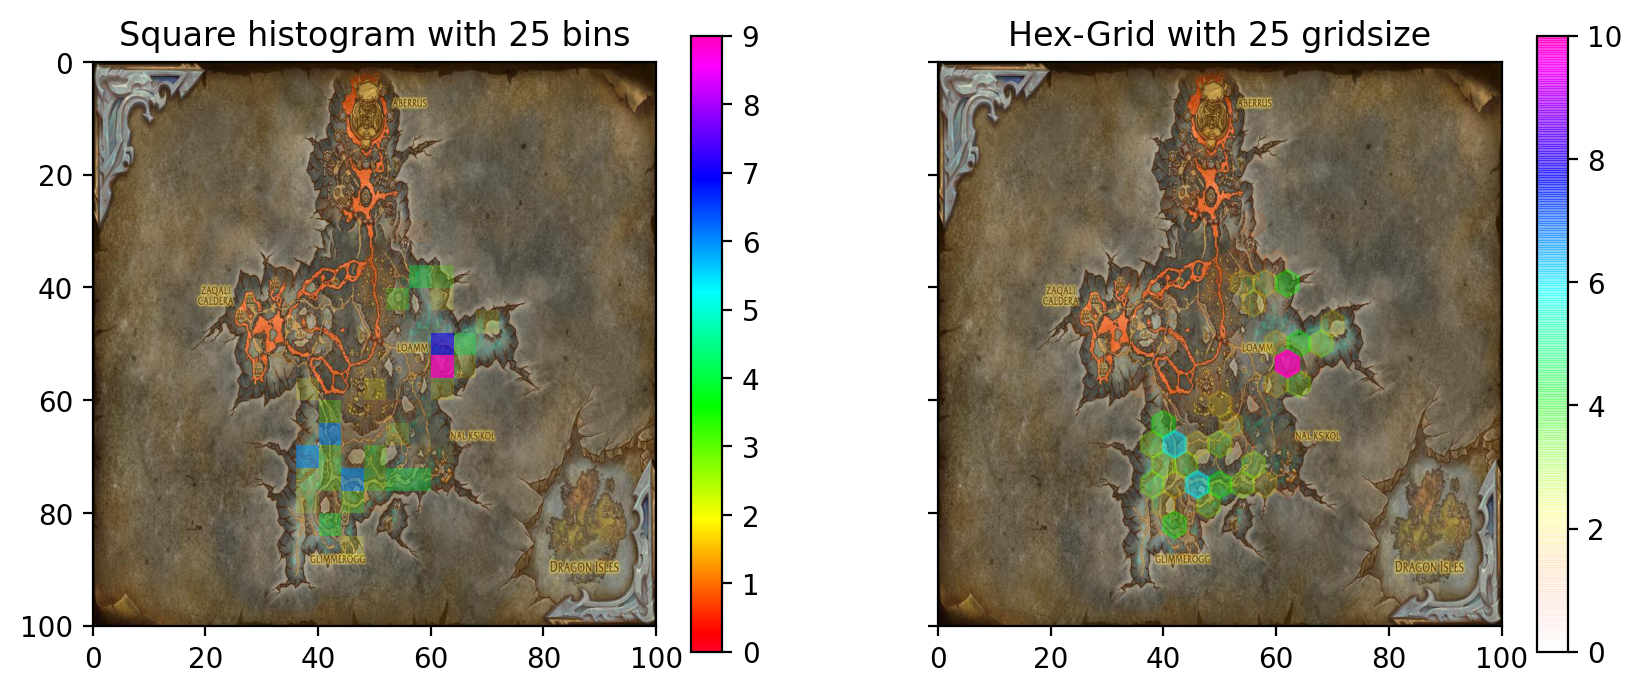 Square histogram with 25 bins
0
20
40
60
80
100
0
20
40
60
80
100
ABERRUS
ZAQALI
CALDERA
LOAMM
NAL KS'KOL
GLIMMEROGG
DRAGON ISLES
9
8
7
6
5
4
3
2
1
0
Hex-Grid with 25 gridsize
0
20
40
60
80
100
ABERRUS
ZAQALI
CALDERA
LOAMM
NAL KS'KOL
GLIMMEROGG
DRAGON ISLES
10
8
6
4
2
0